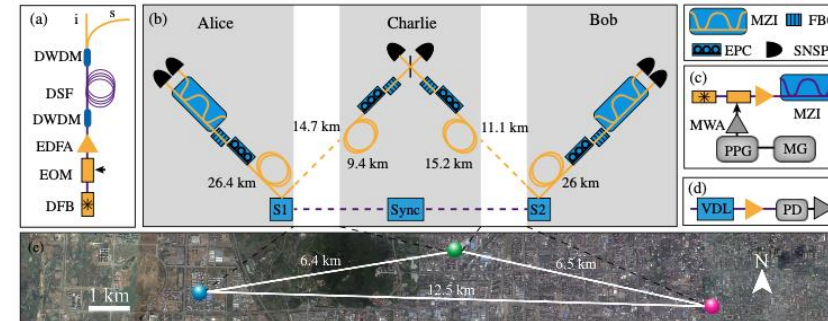 (a)
i
s
DWDM
DSF
DWDM
EDFA
EOM
DFB
(b)
Alice
Charlie
Bob
14.7 km
11.1 km
9.4 km
15.2 km
26.4 km
26 km
S1
Sync
S2
MZI
EPC
(c)
MWA
MZI
PPG
MG
(d)
VDL
PD
(e)
6.4 km
6.5 km
12.5 km
1 km
N